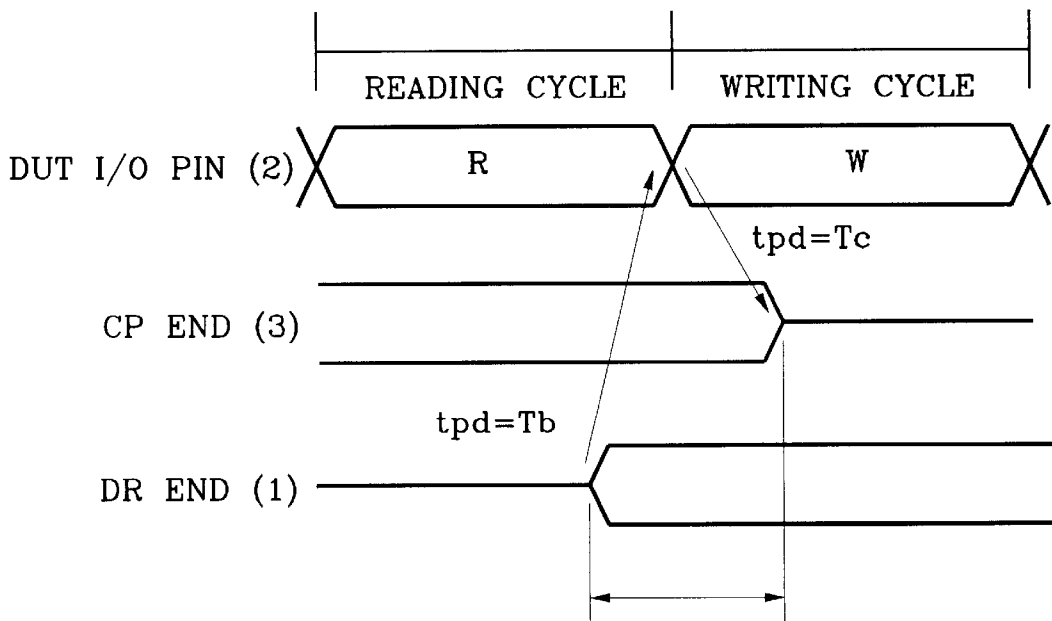 READING CYCLE WRITING CYCLE
DUT I/O PIN (2) R W
tpd=Tc
CP END (3)
tpd=Tb
DR END (1)